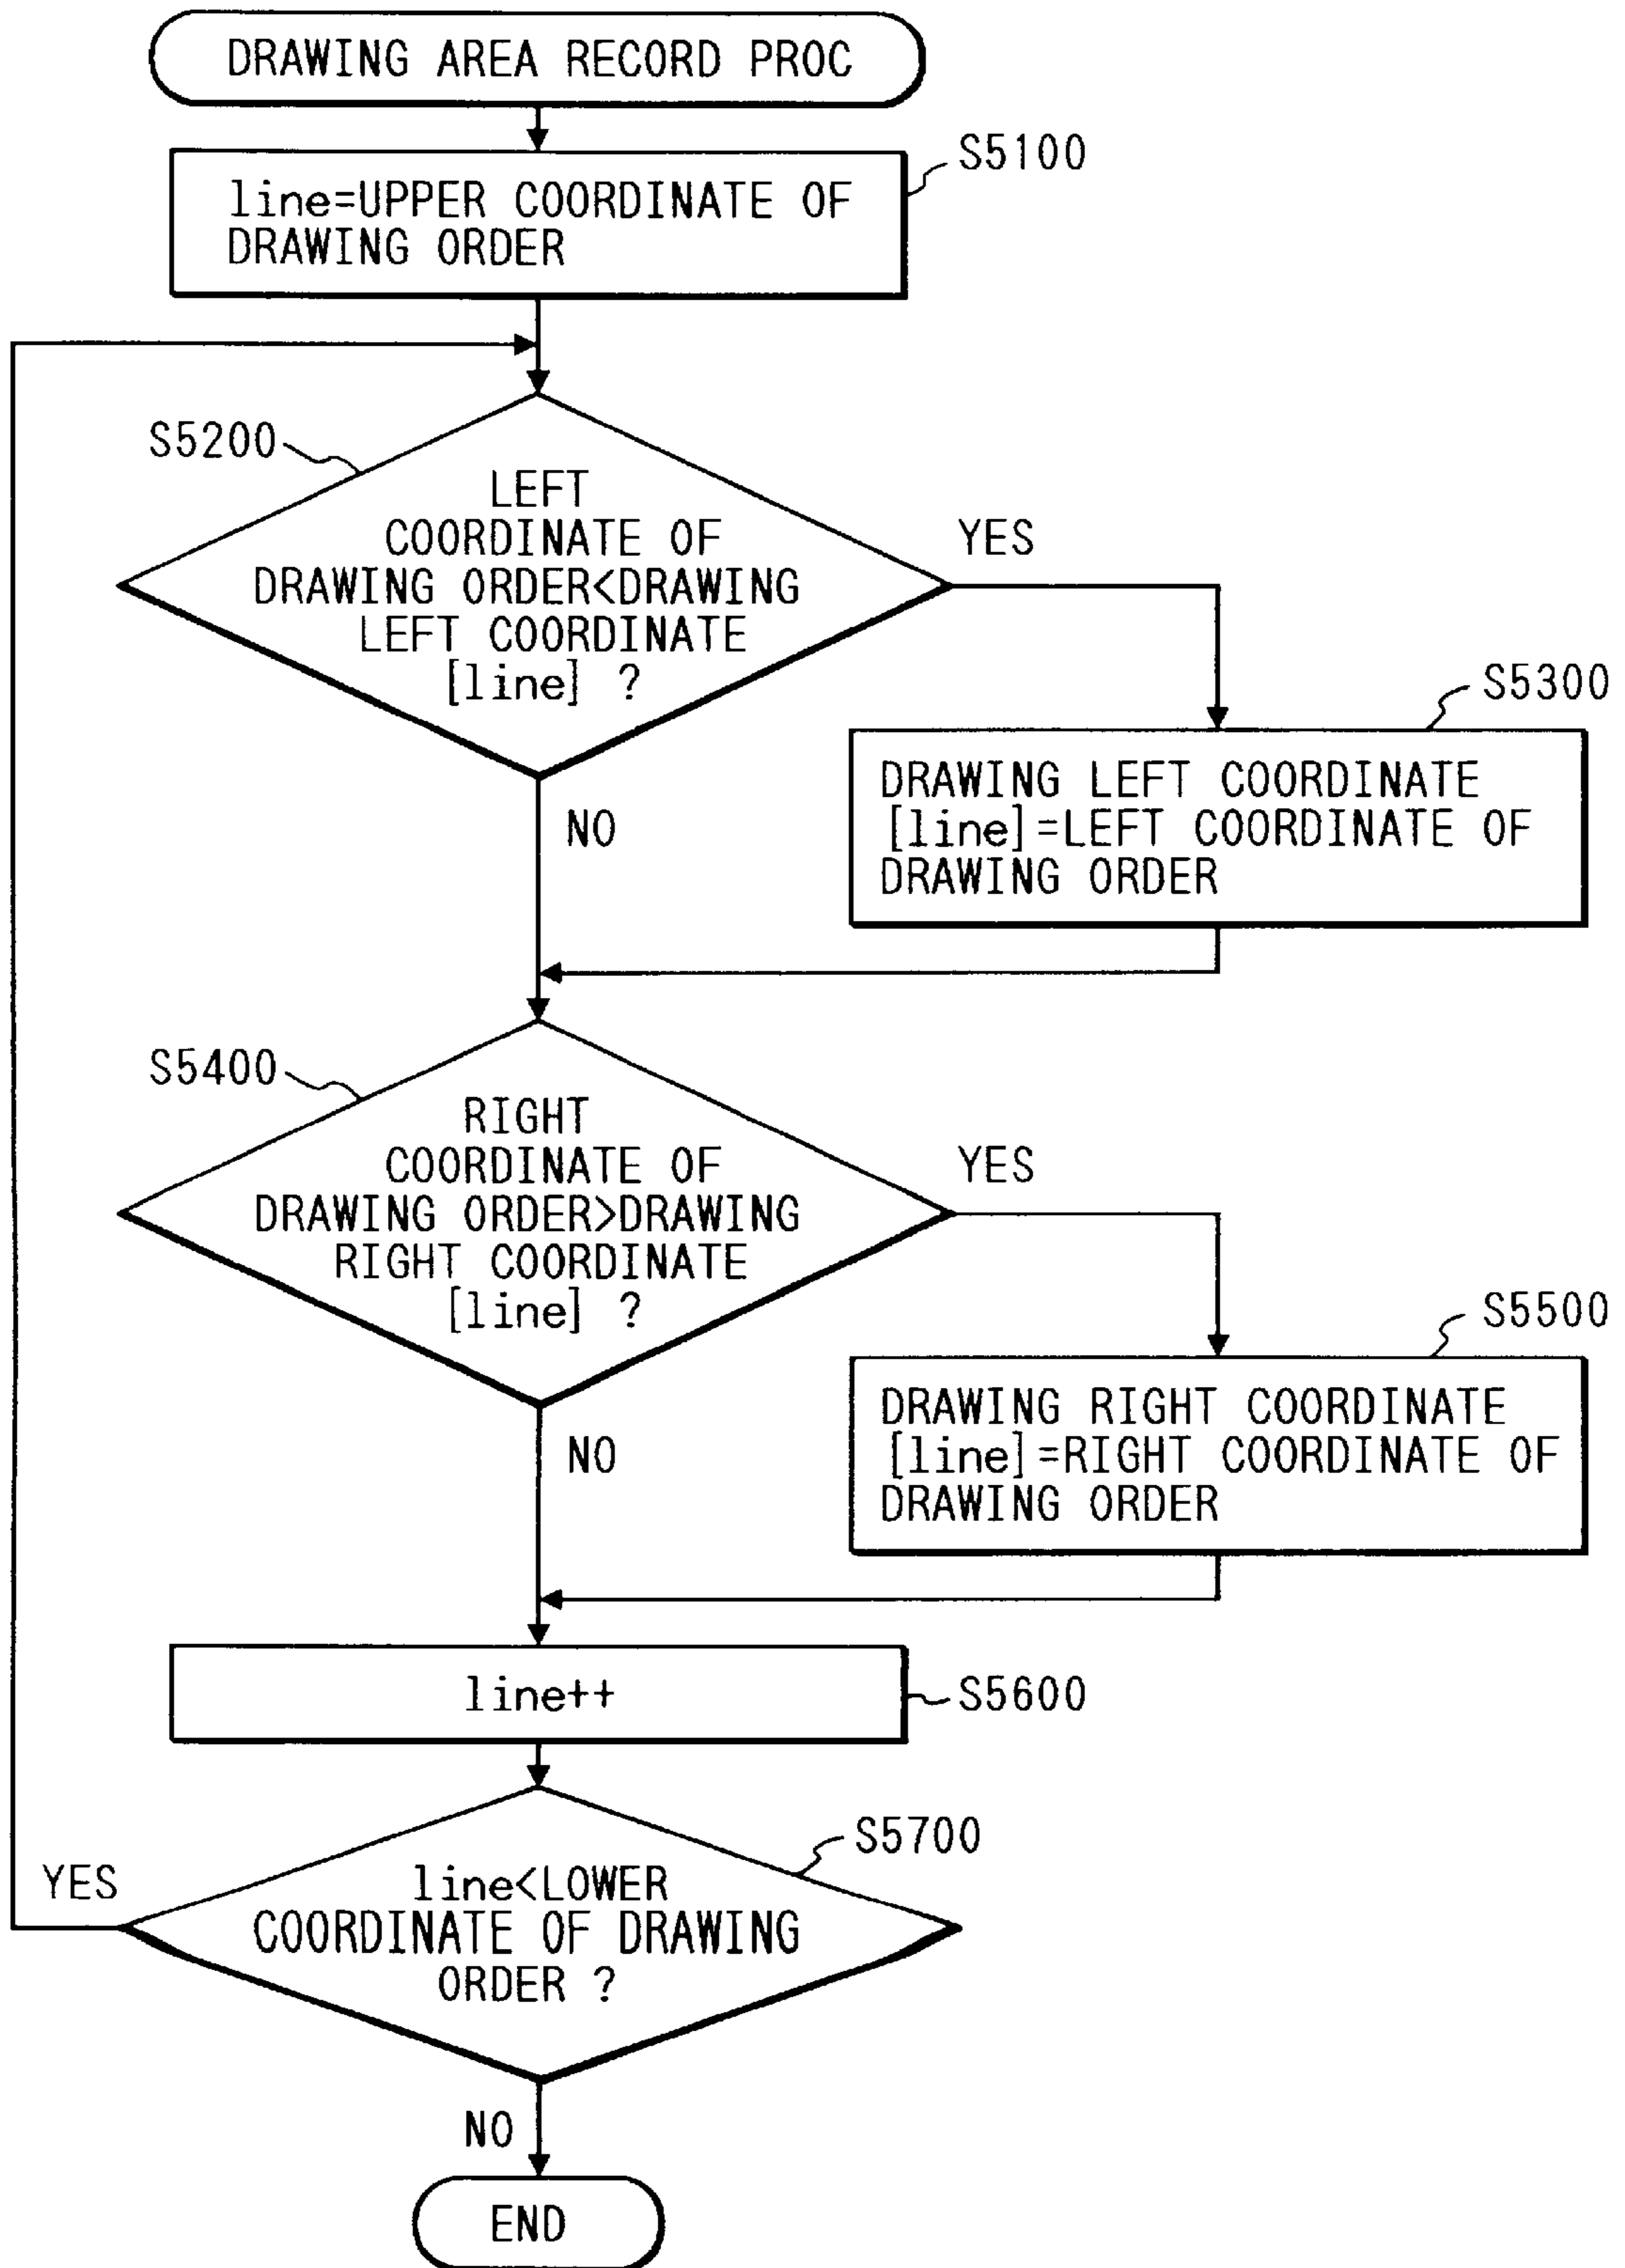 DRAWING AREA RECORD PROC
S5100
line=UPPER COORDINATE OF
DRAWING ORDER
S5200
LEFT
COORDINATE OF
DRAWING ORDER<DRAWING
LEFT COORDINATE
[line] ?
YES
NO
S5300
DRAWING LEFT COORDINATE
[line]=LEFT COORDINATE OF
DRAWING ORDER
S5400
RIGHT
COORDINATE OF
DRAWING ORDER>DRAWING
RIGHT COORDINATE
[line] ?
YES
NO
S5500
DRAWING RIGHT COORDINATE
[line]=RIGHT COORDINATE OF
DRAWING ORDER
line++
S5600
S5700
YES
line<LOWER
COORDINATE OF DRAWING
ORDER ?
NO
END